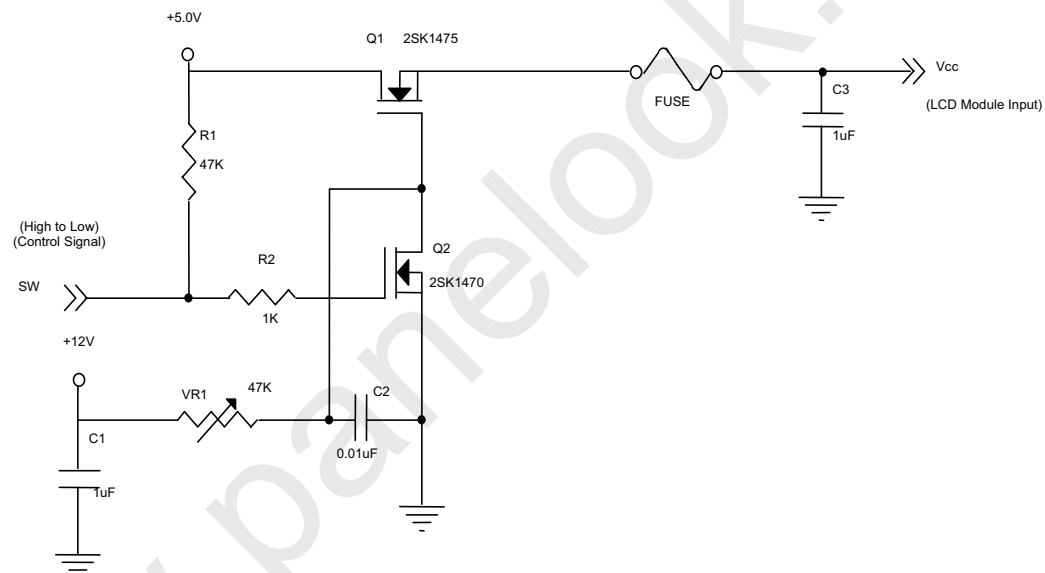 +5.0V
Q1 2SK1475
Vcc
FUSE
C3
(LCD Module Input)
R1
1uF
47K
(High to Low)
(Control Signal)
Q2
R2
SW
2SK1470
1K
+12V
VR1
47K
C2
C1
0.01uF
1uF
panelook.